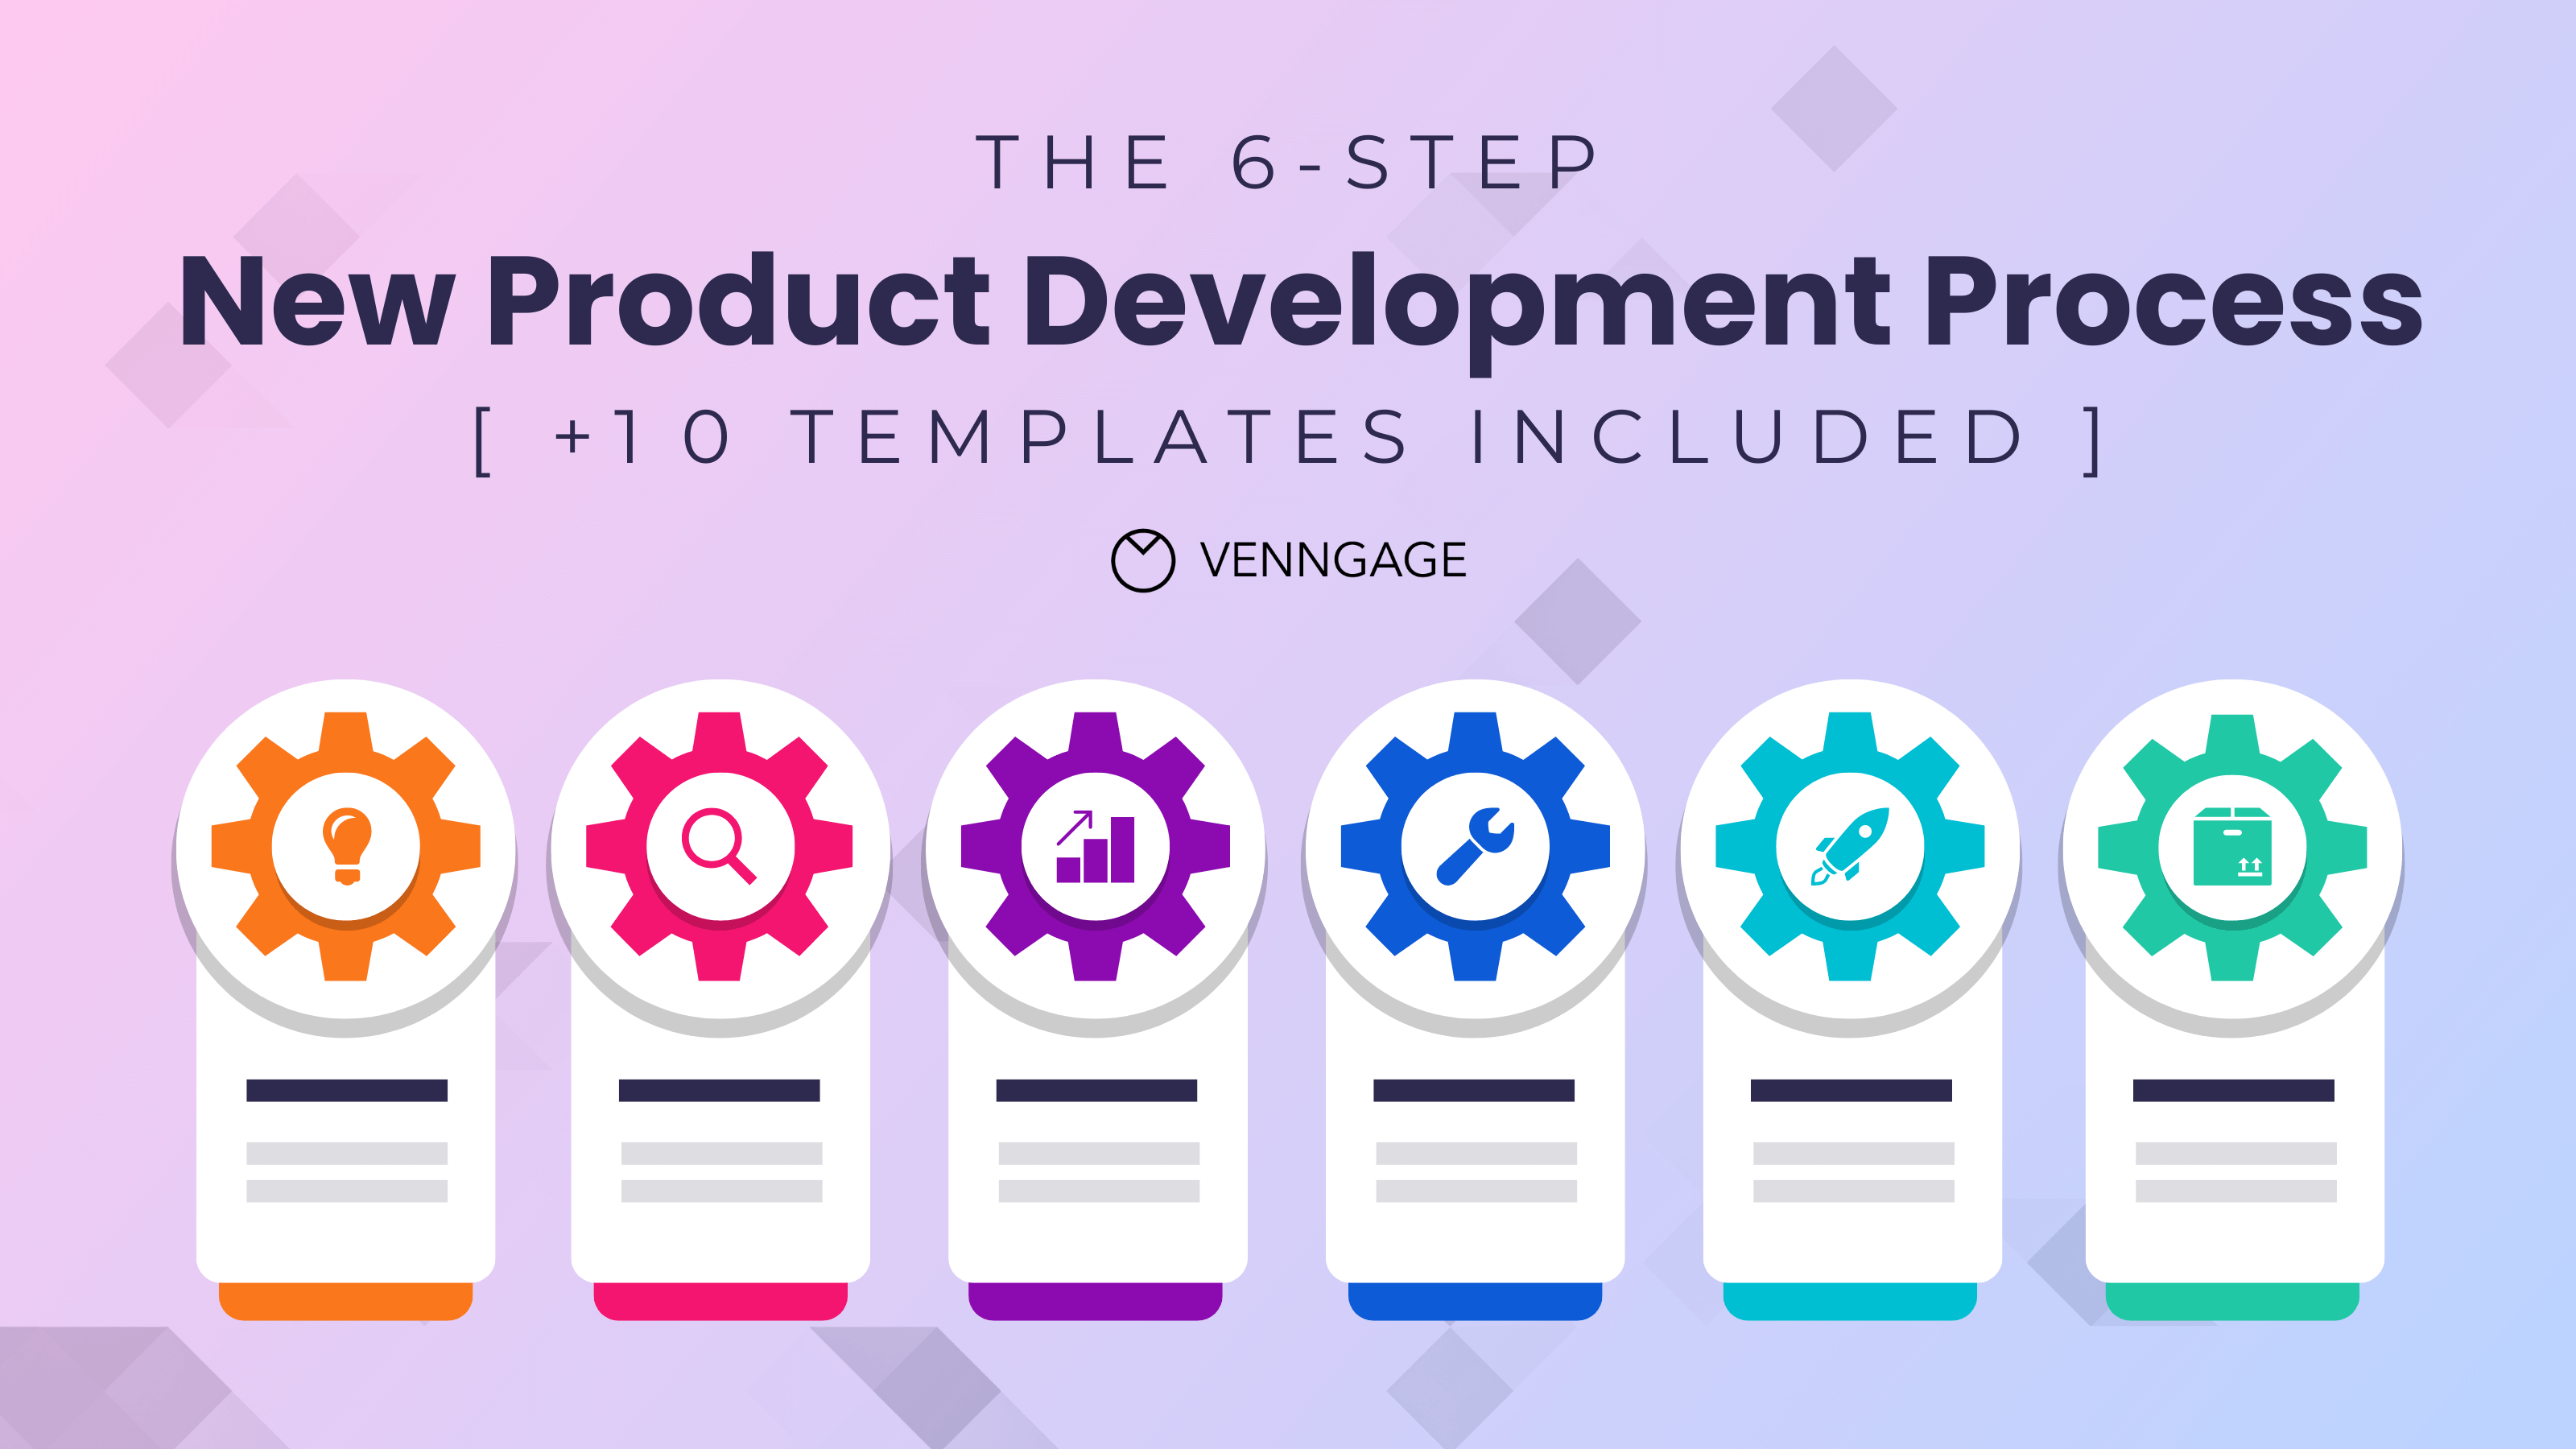 THE 6-STEP
New Product Development Process
[ +10 TEMPLATES INCLUDED ]
VENNGAGE